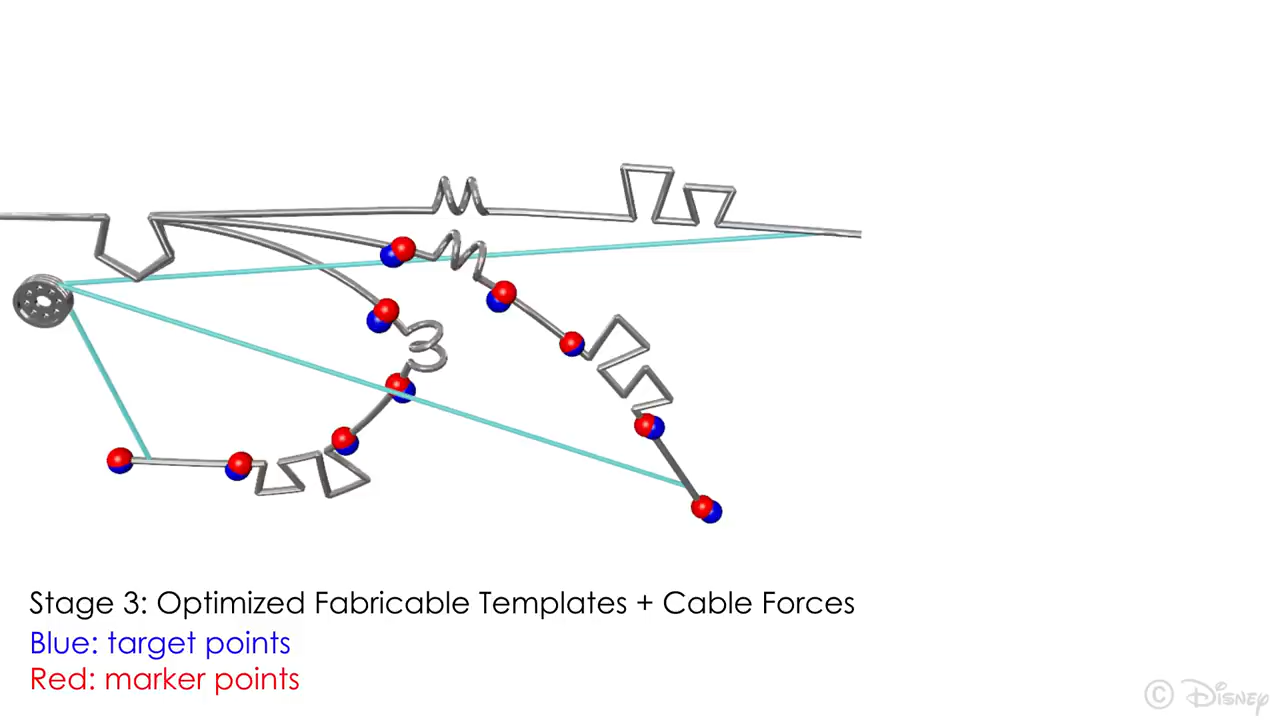 Stage 3: Optimized Fabricable Templates + Cable Forces
Blue: target points
Red: marker points
© Disney